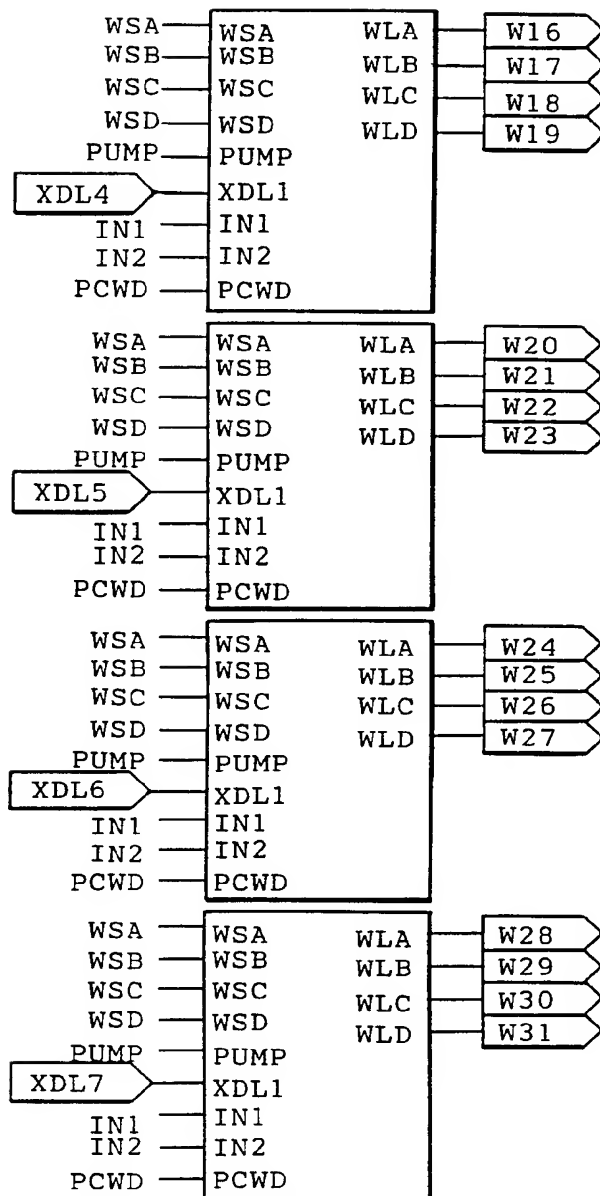 WSA WSA WLA W16
WSB WSB WLB W17
WSC WSC WLC W18
WSD WSD WLD W19
PUMP PUMP
XDL4 XDL1
IN1 IN1
IN2 IN2
PCWD PCWD
WSA WSA WLA W20
WSB WSB WLB W21
WSC WSC WLC W22
WSD WSD WLD W23
PUMP PUMP
XDL5 XDL1
IN1 IN1
IN2 IN2
PCWD PCWD
WSA WSA WLA W24
WSB WSB WLB W25
WSC WSC WLC W26
WSD WSD WLD W27
PUMP PUMP
XDL6 XDL1
IN1 IN1
IN2 IN2
PCWD PCWD
WSA WSA WLA W28
WSB WSB WLB W29
WSC WSC WLC W30
WSD WSD WLD W31
PUMP PUMP
XDL7 XDL1
IN1 IN1
IN2 IN2
PCWD PCWD